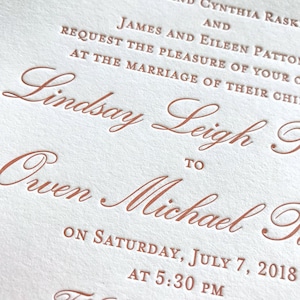 and Cynthia Rask
and
James and Eileen Patto
request the pleasure of your
at the marriage of their
Lindsay Leigh
to
Owen Michael
on Saturday, July 7, 2018
at 5:30 pm